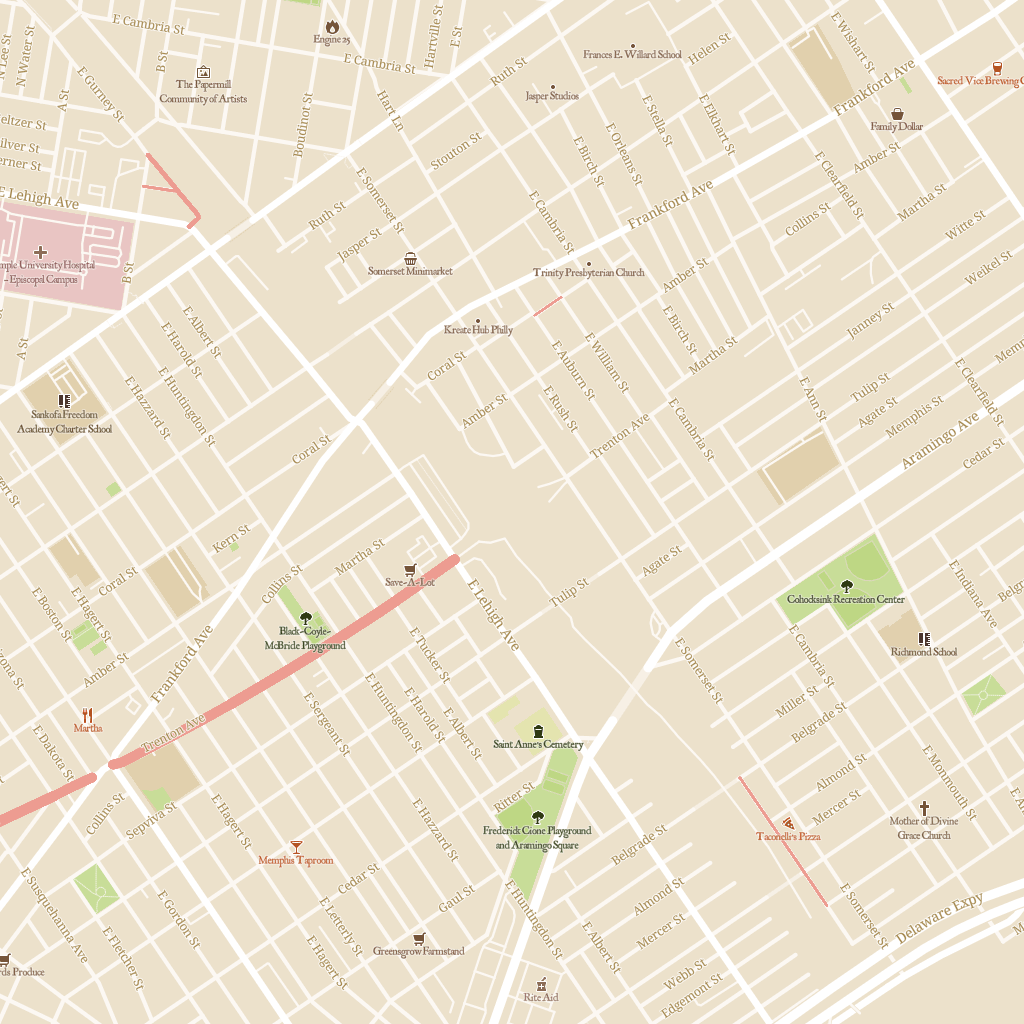 E Cambria St
Engine 25
Hartville St
E St
N Lee St
N Water St
B St
E Cambria St
The Papermill
Community of Artists
E Gurney St
A St
Boudinot St
Hart Ln
Ruth St
Frances E. Willard School
Helen St
E Wishart St
Jasper Studios
Frankford Ave
Sacred Vice Brewing
Family Dollar
E Stella St
E Elkhart St
E Orleans St
E Birch St
Stouton St
Amber St
E Clearfield St
E Lehigh Ave
E Somerset St
Ruth St
Jasper St
E Cambria St
Frankford Ave
Martha St
Collins St
Witte St
Weikel St
Temple University Hospital
- Episcopal Campus
B St
Somerset Minimarket
Trinity Presbyterian Church
Amber St
A St
E Albert St
E Harold St
Kreate Hub Philly
E Birch St
Janney St
Martha St
Coral St
E Auburn St
E William St
E Huntingdon St
E Hazzard St
Sankofa Freedom
Academy Charter School
Amber St
E Rush St
Trenton Ave
E Cambria St
E Ann St
Tulip St
Agate St
Memphis St
E Clearfield St
Aramingo Ave
Cedar St
Coral St
Kern St
Martha St
Collins St
Save-A-Lot
Coral St
E Hagert St
E Boston St
Black-Coyle-
McBride Playground
E Lehigh Ave
Tulip St
Agate St
Cohocksink Recreation Center
E Indiana Ave
Richmond School
E Tucker St
E Somerset St
E Cambria St
Amber St
Frankford Ave
Martha
Trenton Ave
E Dakota St
E Sergeant St
E Huntingdon St
E Harold St
E Albert St
Saint Anne's Cemetery
Miller St
Belgrade St
Almond St
Mercer St
E Monmouth St
Collins St
Sepviva St
E Hagert St
Memphis Taproom
E Hazzard St
Ritter St
Frederick Cione Playground
and Aramingo Square
Belgrade St
Taconelli's Pizza
Mother of Divine
Grace Church
E Susquehanna Ave
E Fletcher St
E Gordon St
Cedar St
E Letterly St
E Hagert St
Gaul St
Greensgrow Farmstand
E Huntingdon St
E Albert St
Almond St
Mercer St
Webb St
Edgemont St
Rite Aid
E Somerset St
Delaware Expy